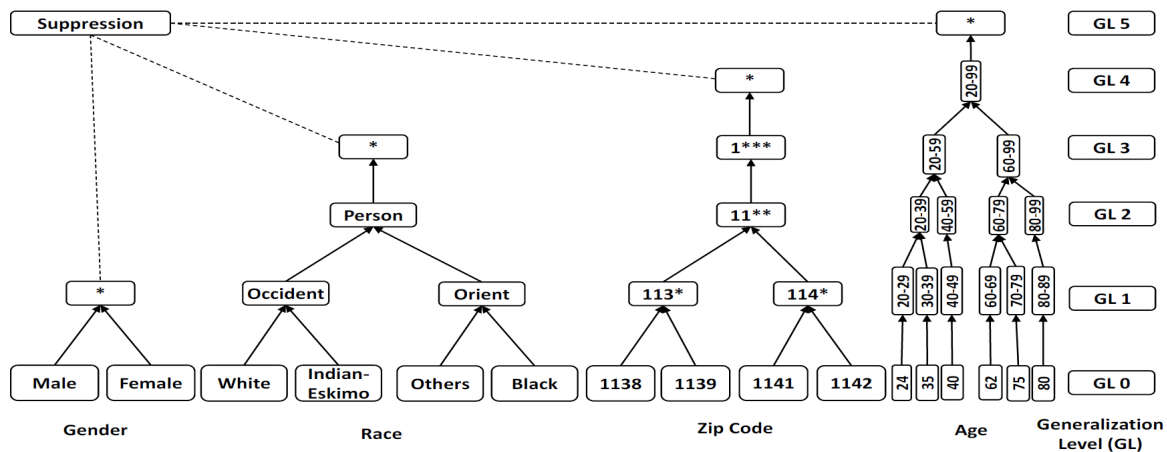 Suppression
*
GL 5
*
20-99
GL 4
*
1***
20-59
60-99
GL 3
Person
11**
20-39
40-59
60-79
80-99
GL 2
*
Occident
Orient
113*
114*
20-29
30-39
40-49
60-69
70-79
80-89
GL 1
Male
Female
White
Indian-
Eskimo
Others
Black
1138
1139
1141
1142
24
35
40
62
75
80
GL 0
Gender
Race
Zip Code
Age
Generalization
Level (GL)